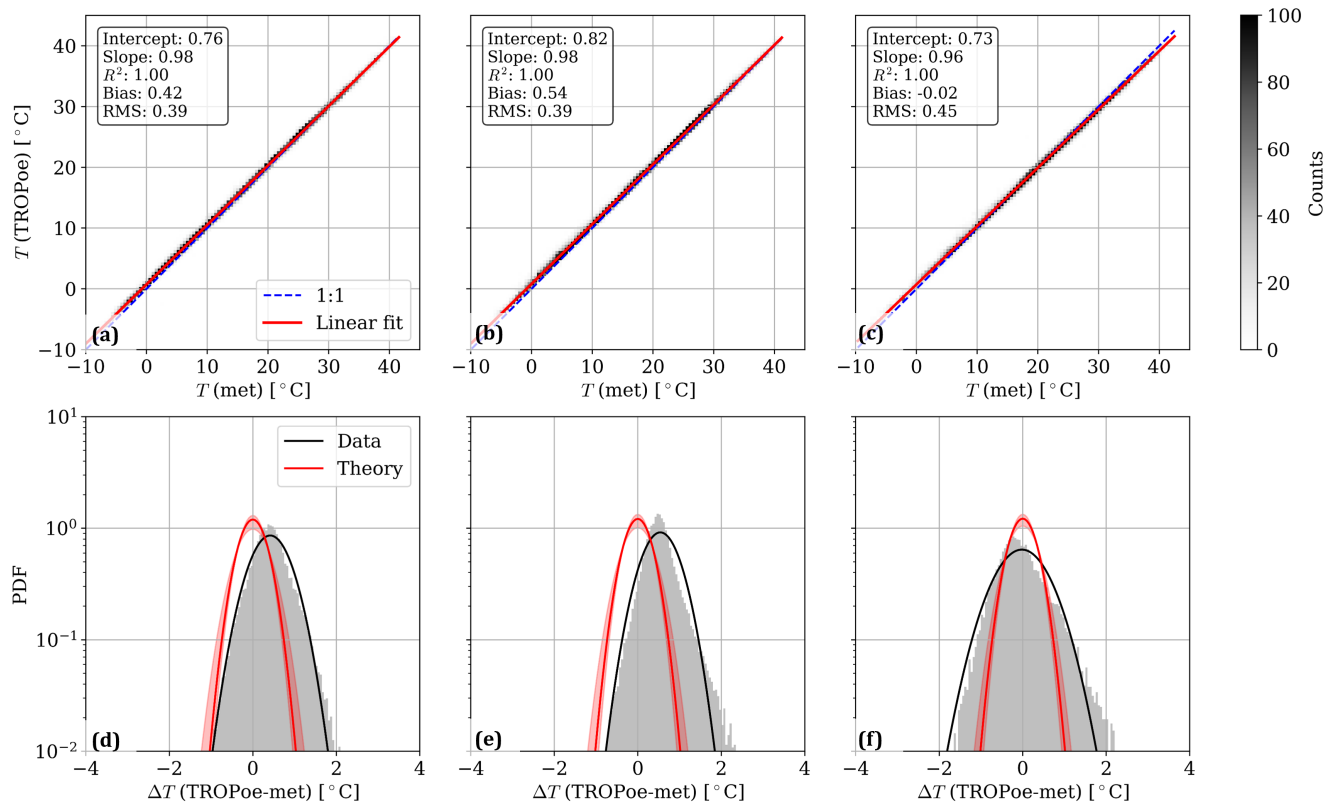 Intercept: 0.76
Slope: 0.98
R²: 1.00
Bias: 0.42
RMS: 0.39
Intercept: 0.82
Slope: 0.98
R²: 1.00
Bias: 0.54
RMS: 0.39
Intercept: 0.73
Slope: 0.96
R²: 1.00
Bias: -0.02
RMS: 0.45
40
30
20
10
0
−10
T (TROPoe) [°C]
1:1
Linear fit
(a)
(b)
(c)
−10 0 10 20 30 40
−10 0 10 20 30 40
−10 0 10 20 30 40
T (met) [°C]
T (met) [°C]
T (met) [°C]
100
80
60
40
20
0
Counts
10¹
10⁰
10⁻¹
10⁻²
PDF
Data
Theory
(d)
(e)
(f)
−4 −2 0 2 4
−4 −2 0 2 4
−4 −2 0 2 4
ΔT (TROPoe-met) [°C]
ΔT (TROPoe-met) [°C]
ΔT (TROPoe-met) [°C]